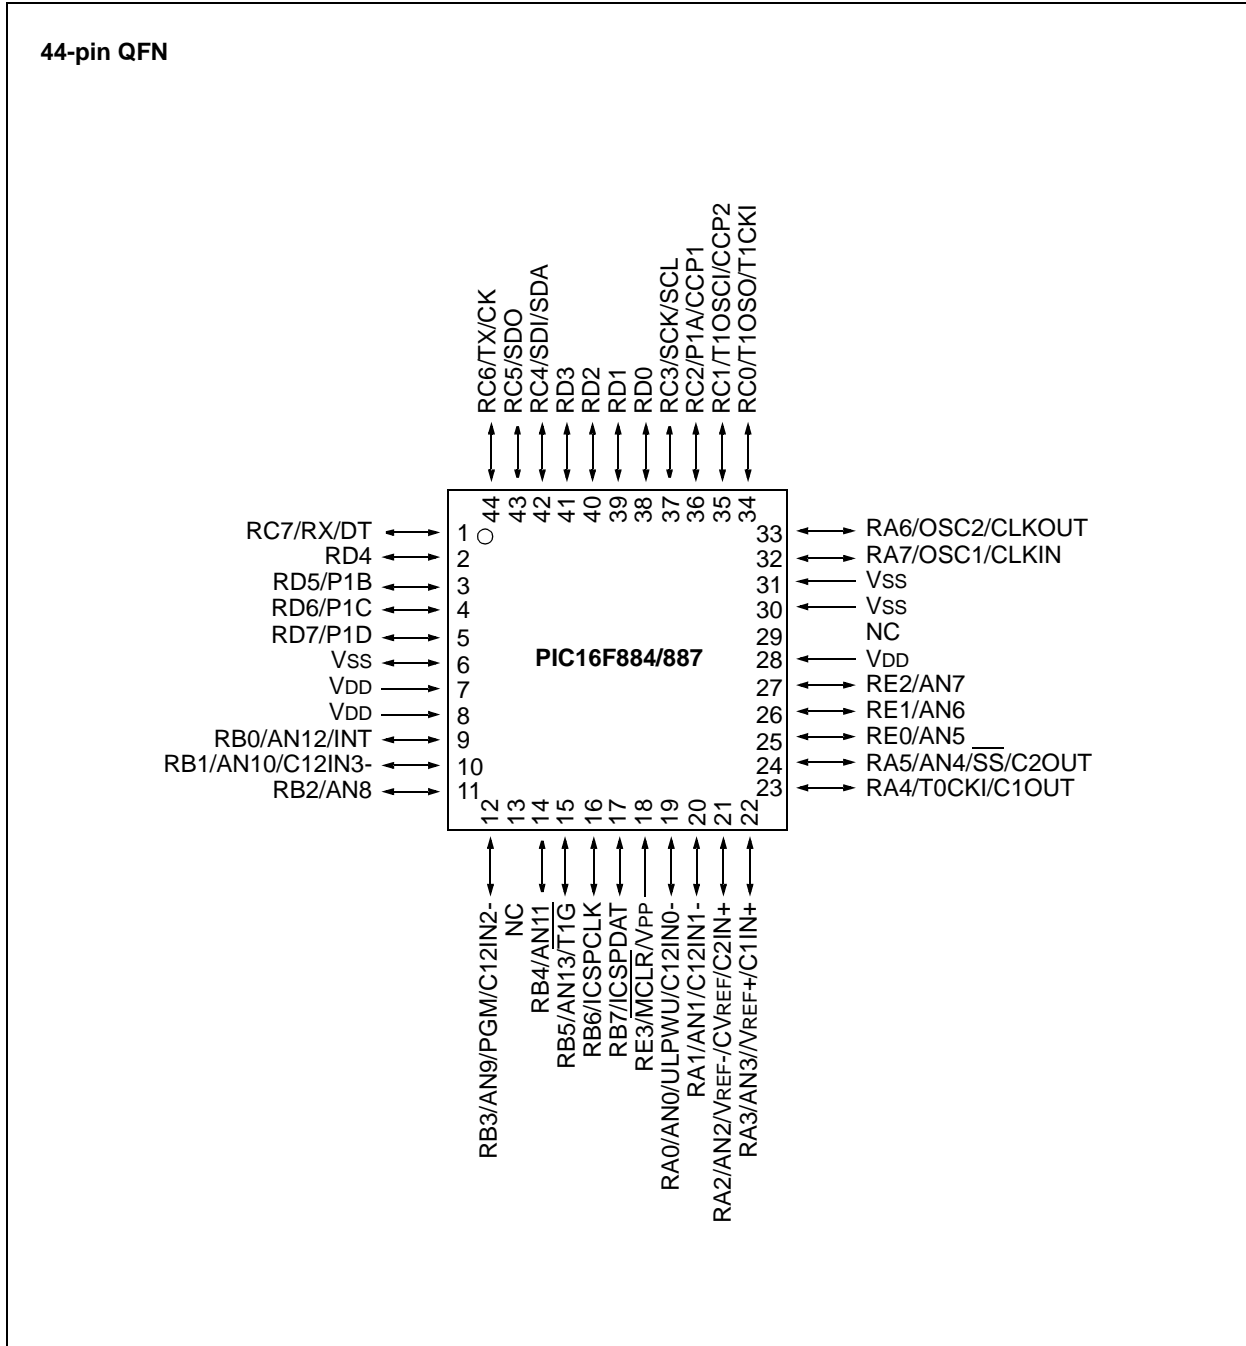 44-pin QFN
RC6/TX/CK
RC5/SDO
RC4/SDI/SDA
RD3
RD2
RD1
RD0
RC3/SCK/SCL
RC2/P1A/CCP1
RC1/T1OSCI/CCP2
RC0/T1OSO/T1CKI
44
43
42
41
40
39
38
37
36
35
34
RC7/RX/DT 1
RD4 2
RD5/P1B 3
RD6/P1C 4
RD7/P1D 5
VSS 6
VDD 7
VDD 8
RB0/AN12/INT 9
RB1/AN10/C12IN3- 10
RB2/AN8 11
PIC16F884/887
33 RA6/OSC2/CLKOUT
32 RA7/OSC1/CLKIN
31 VSS
30 VSS
29 NC
28 VDD
27 RE2/AN7
26 RE1/AN6
25 RE0/AN5
24 RA5/AN4/SS/C2OUT
23 RA4/T0CKI/C1OUT
12
13
14
15
16
17
18
19
20
21
22
RB3/AN9/PGM/C12IN2-
NC
RB4/AN11
RB5/AN13/T1G
RB6/ICSPCLK
RB7/ICSPDAT
RE3/MCLR/VPP
RA0/AN0/ULPWU/C12IN0-
RA1/AN1/C12IN1-
RA2/AN2/VREF-/CVREF/C2IN+
RA3/AN3//VREF+/C1IN+